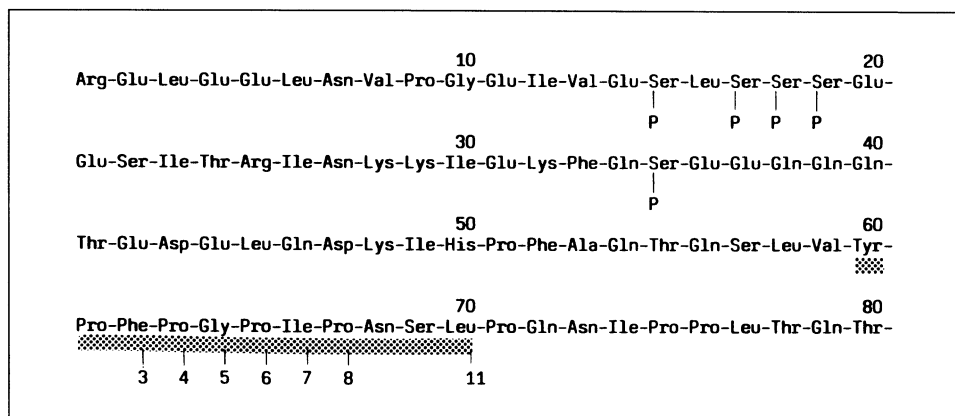 10 20
Arg-Glu-Leu-Glu-Glu-Leu-Asn-Val-Pro-Gly-Glu-Ile-Val-Glu-Ser-Leu-Ser-Ser-Ser-Glu-
P P P P
30 40
Glu-Ser-Ile-Thr-Arg-Ile-Asn-Lys-Lys-Ile-Glu-Lys-Phe-Gln-Ser-Glu-Glu-Gln-Gln-Gln-
P
50 60
Thr-Glu-Asp-Glu-Leu-Gln-Asp-Lys-Ile-His-Pro-Phe-Ala-Gln-Thr-Gln-Ser-Leu-Val-Tyr-
70 80
Pro-Phe-Pro-Gly-Pro-Ile-Pro-Asn-Ser-Leu-Pro-Gln-Asn-Ile-Pro-Pro-Leu-Thr-Gln-Thr-
3 4 5 6 7 8 11